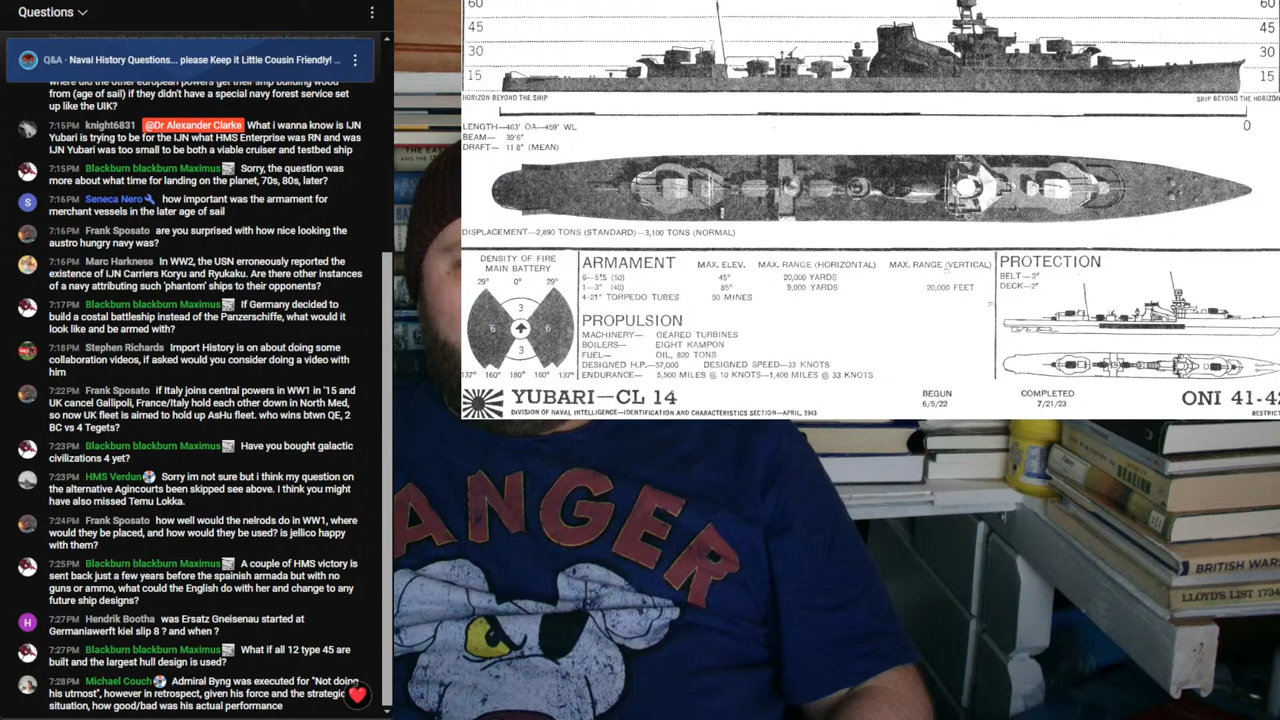 Questions
Q&A - Naval History questions... please keep it Little Cousin Friendly! ...
from (age of sail) if they didn't have a special navy forest service set
up like the UK?
7:15PM knight6831 @Dr Alexander Clarke What i wanna know is IJN
Yubari was to be for the IJN what HMS Enterprise was RN and was
IJN Yubari was to call to be both a viable cruiser and testbed ship
7:15PM Blackburn blackburn Maximus Sorry, the question was
more about what time for landing on the planet, 70s, 80s, later?
7:16PM Seneca Nero how important was the armament for
merchant vessels in the later age of sail
7:16PM Frank Sposato are you surprised with how nice looking the
austro hungry navy was?
7:16PM Marc Harkness In WW2, the USN erroneously reported the
existence of IJN Carriers Koryu and Ryukaku. Are there other instances
of a navy reporting such 'phantom' ships on their opponents?
7:17PM Blackburn blackburn Maximus If Germany decided to
build a costal battleship instead of the Panzerschiffe, what would it
look like and be armed with?
7:18PM Stephen Richards Import History is on about doing some
collaboration videos, if asked would you consider doing a video with
him
7:22PM Frank Sposato if Italy joined the central powers in WW1 in '15 and
UK center at Gallipoli, France/Italy hold each other down in North Med,
and Gallipoli is almost there to hold up AsHu fleet, who wins btwn QE, 2
BC vs 4 Tegets?
7:23PM Blackburn blackburn Maximus Have you bought galactic
civilizations 4 yet?
7:23PM HMS Verdun Sorry im not sure but i think my question on
the alternative Agincourts ben skipped see above. I think you might
have also missed Temu Lokka.
7:24PM Frank Sposato how well would the nelrods do in WW1, where
would they be placed, and how would they be used? is jellico happy
with them?
7:25PM Blackburn blackburn Maximus A couple of HMS victory is
sent back just a few years before the spanish armada but with no
guns or ammo, what could the English do with her and change to any
future ship designs?
7:27PM Hendrik Bootha was Ersatz Gneisenau started at
Germaniawerft kiel slip 8 ? and when ?
7:27PM Blackburn blackburn Maximus What if all 12 type 45 are
built and the largest hull design is used?
7:28PM Michael Couch Admiral Byng was executed for "Not doing
his utmost", however in retrospect, given his force and the strategic
situation, how good/bad was his actual performance
60 60
45 45
30 30
15 15
HORIZON BEYOND THE SHIP SHIP BEYOND THE HORIZON
0
LENGTH—463' OA—459' WL
BEAM— 39'6"
DRAFT— 11 8" (MEAN)
DISPLACEMENT—2,890 TONS (STANDARD)—3,100 TONS (NORMAL)
DENSITY OF FIRE
MAIN BATTERY
29° 0° 29°
3
6 6
3
137° 160° 180° 160° 137°
ARMAMENT MAX. ELEV. MAX. RANGE (HORIZONTAL) MAX. RANGE (VERTICAL)
6—5"5 (50) 45° 20,000 YARDS
1—3" (40) 85° 9,000 YARDS 20,000 FEET
4-21" TORPEDO TUBES 50 MINES
PROPULSION
MACHINERY— GEARED TURBINES
BOILERS— EIGHT KAMPON
FUEL— OIL, 820 TONS
DESIGNED H.P.—57,000 DESIGNED SPEED—33 KNOTS
ENDURANCE— 5,500 MILES @ 10 KNOTS—1,400 MILES @ 33 KNOTS
PROTECTION
BELT—2"
DECK—2"
YUBARI—CL 14
DIVISION OF NAVAL INTELLIGENCE—IDENTIFICATION AND CHARACTERISTICS SECTION—APRIL, 1943
BEGUN
6/5/22
COMPLETED
7/21/23
ONI 41-42
RESTRICT
ANGER
BRITISH WAR
LLOYD'S LIST 1734